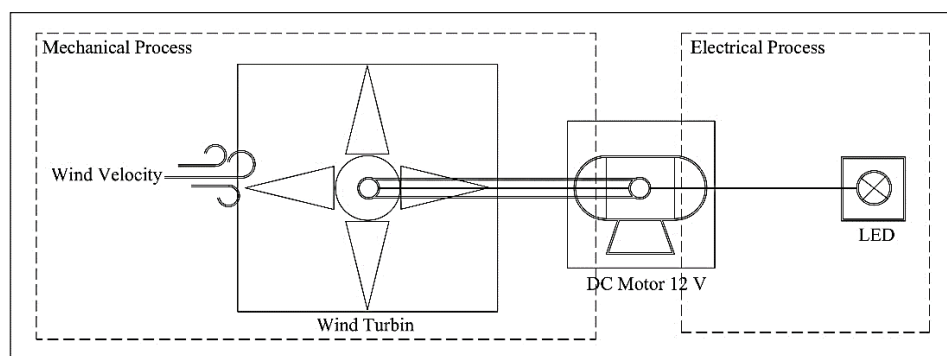 Mechanical Process
Electrical Process
Wind Velocity
LED
DC Motor 12 V
Wind Turbin